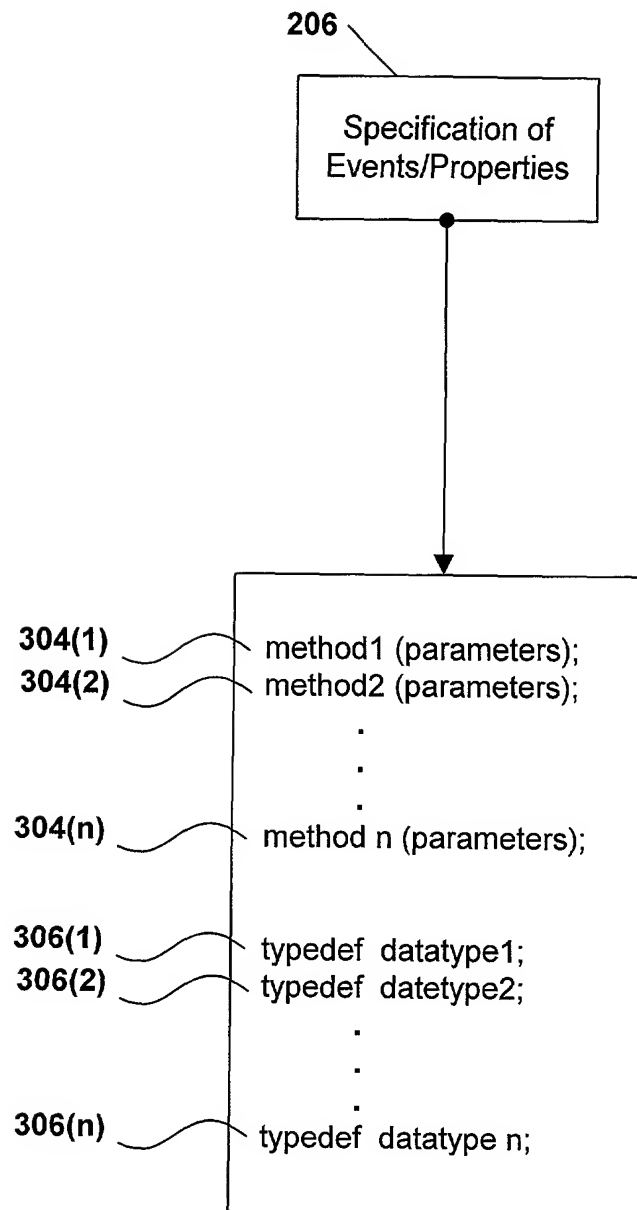 206
Specification of
Events/Properties
304(1) method1 (parameters);
304(2) method2 (parameters);
.
.
.
304(n) method n (parameters);
306(1) typedef datatype1;
306(2) typedef datetype2;
.
.
.
306(n) typedef datatype n;